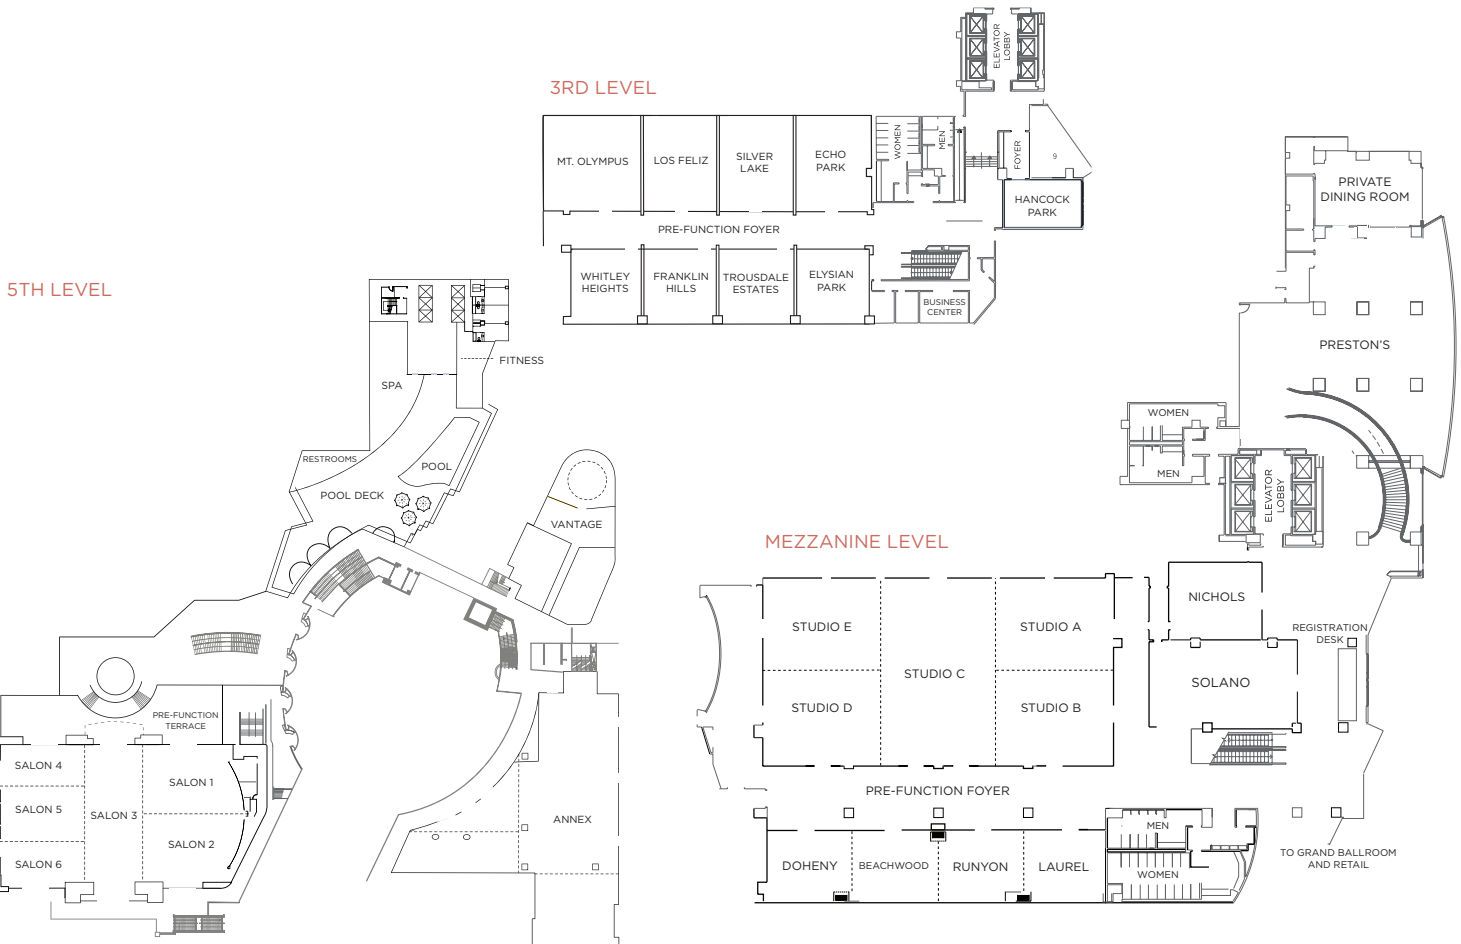 3RD LEVEL
ELEVATOR
LOBBY
MT. OLYMPUS
LOS FELIZ
SILVER
LAKE
ECHO
PARK
WOMEN
MEN
FOYER
9
HANCOCK
PARK
PRE-FUNCTION FOYER
WHITLEY
HEIGHTS
FRANKLIN
HILLS
TROUSDALE
ESTATES
ELYSIAN
PARK
BUSINESS
CENTER
5TH LEVEL
FITNESS
SPA
RESTROOMS
POOL
POOL DECK
VANTAGE
PRE-FUNCTION
TERRACE
SALON 4
SALON 5
SALON 6
SALON 3
SALON 1
SALON 2
ANNEX
MEZZANINE LEVEL
PRIVATE
DINING ROOM
PRESTON'S
WOMEN
MEN
ELEVATOR
LOBBY
NICHOLS
REGISTRATION
DESK
SOLANO
STUDIO E
STUDIO A
STUDIO C
STUDIO D
STUDIO B
PRE-FUNCTION FOYER
DOHENY
BEACHWOOD
RUNYON
LAUREL
MEN
WOMEN
TO GRAND BALLROOM
AND RETAIL